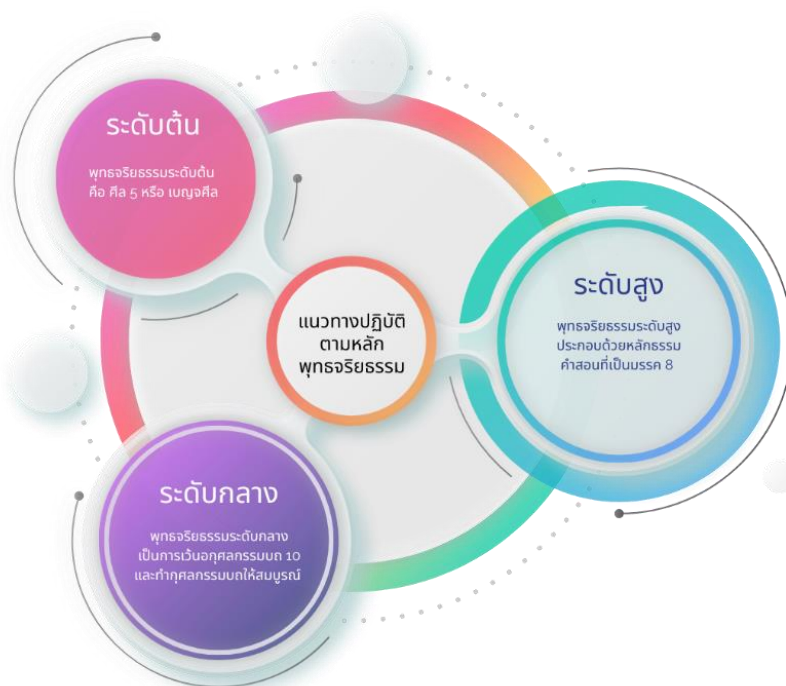 ระดับต้น
พุทธจริยธรรมระดับต้น
คือ ศีล 5 หรือ เบญจศีล
แนวทางปฏิบัติ
ตามหลัก
พุทธจริยธรรม
ระดับสูง
พุทธจริยธรรมระดับสูง
ประกอบด้วยหลักธรรม
คำสอนที่เป็นมรรค 8
ระดับกลาง
พุทธจริยธรรมระดับกลาง
เป็นการเว้นอกุศลกรรมบถ 10
และทำกุศลกรรมบถให้สมบูรณ์